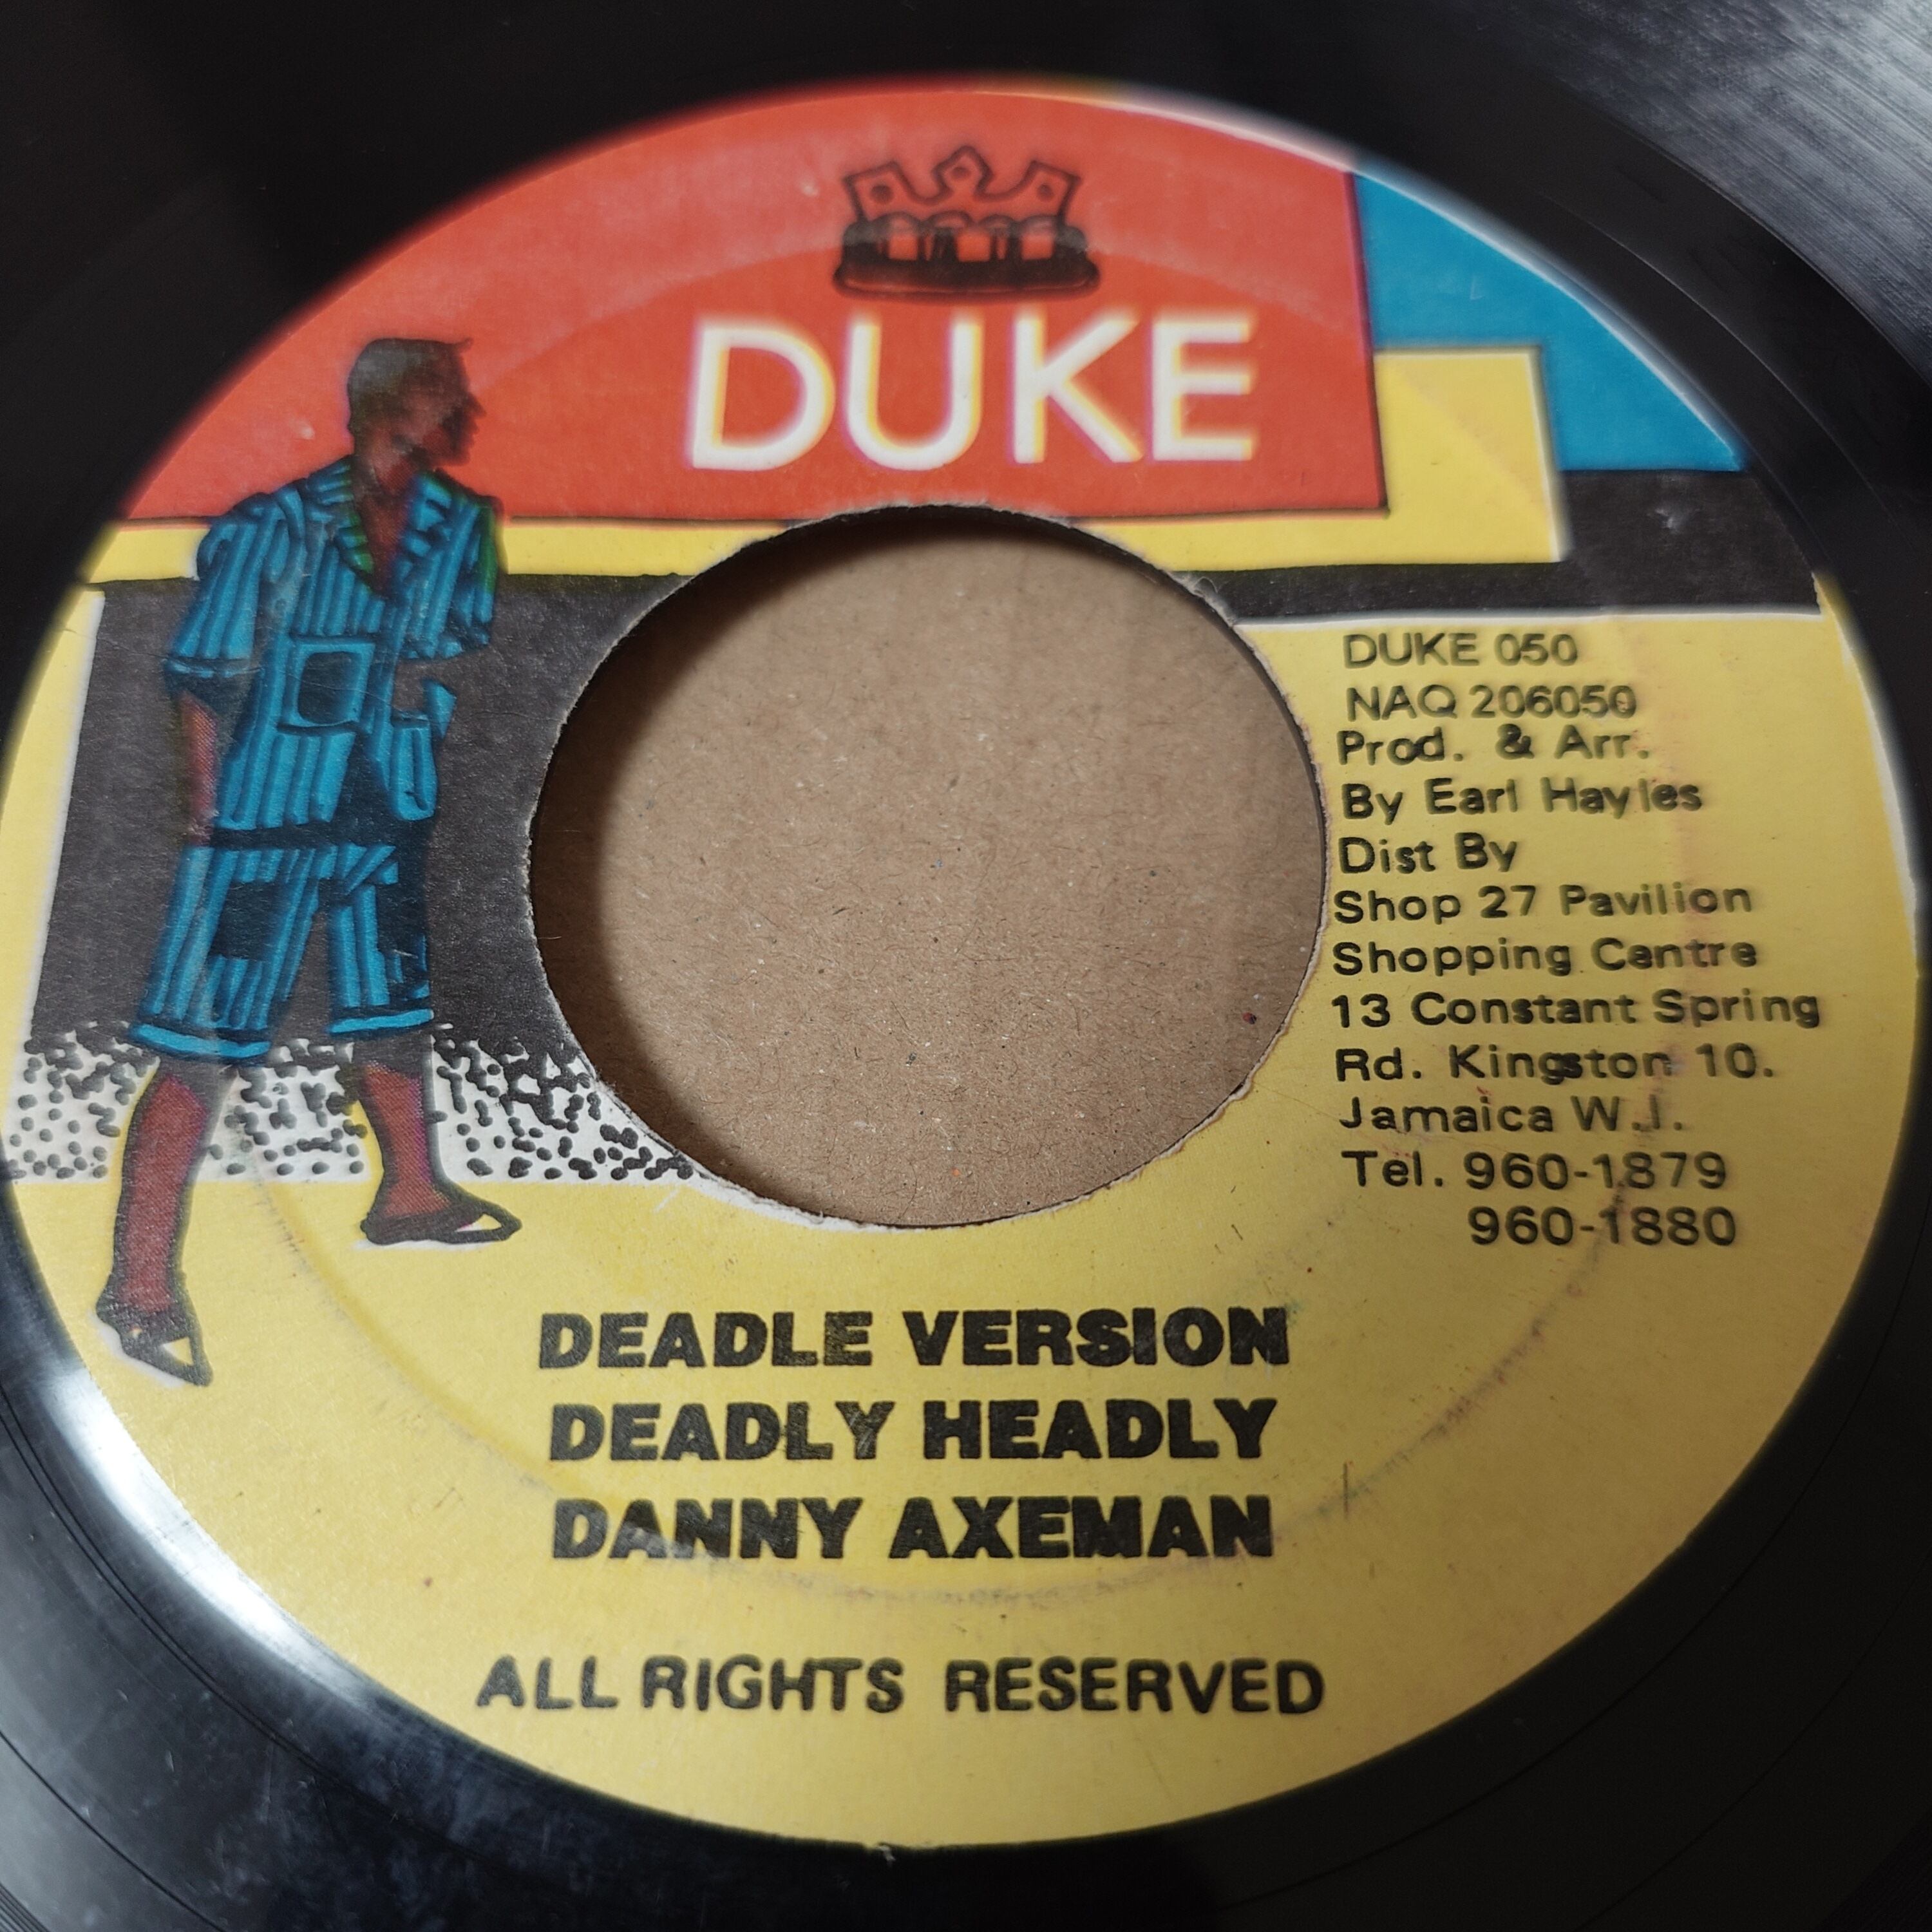 DUKE
DUKE 050
NAQ 206050
Prod. & Arr.
By Earl Hayles
Dist By
Shop 27 Pavilion
Shopping Centre
13 Constant Spring
Rd. Kingston 10.
Jamaica W.I.
Tel. 960-1879
960-1880
DEADLE VERSION
DEADLY HEADLY
DANNY AXEMAN
ALL RIGHTS RESERVED